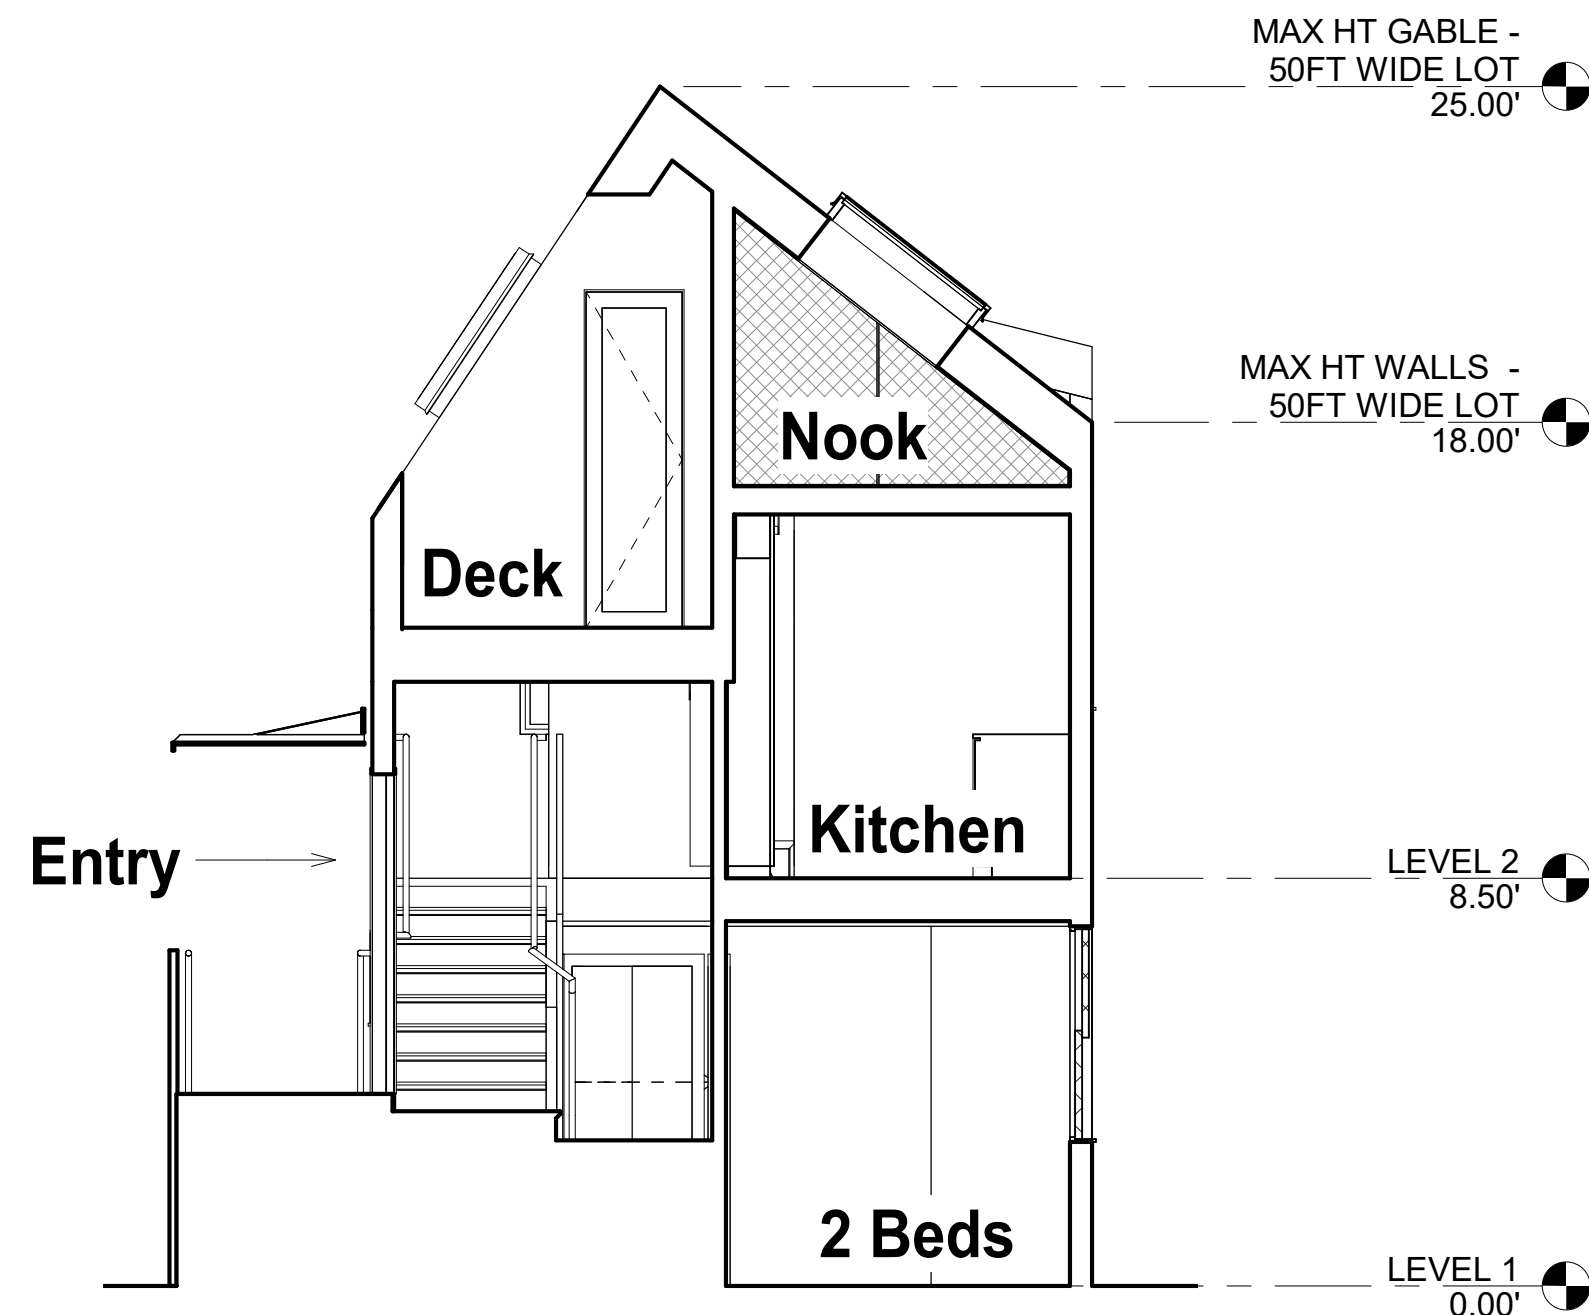 MAX HT GABLE -
50FT WIDE LOT
25.00'
MAX HT WALLS -
50FT WIDE LOT
18.00'
Nook
Deck
Kitchen
Entry
LEVEL 2
8.50'
2 Beds
LEVEL 1
0.00'